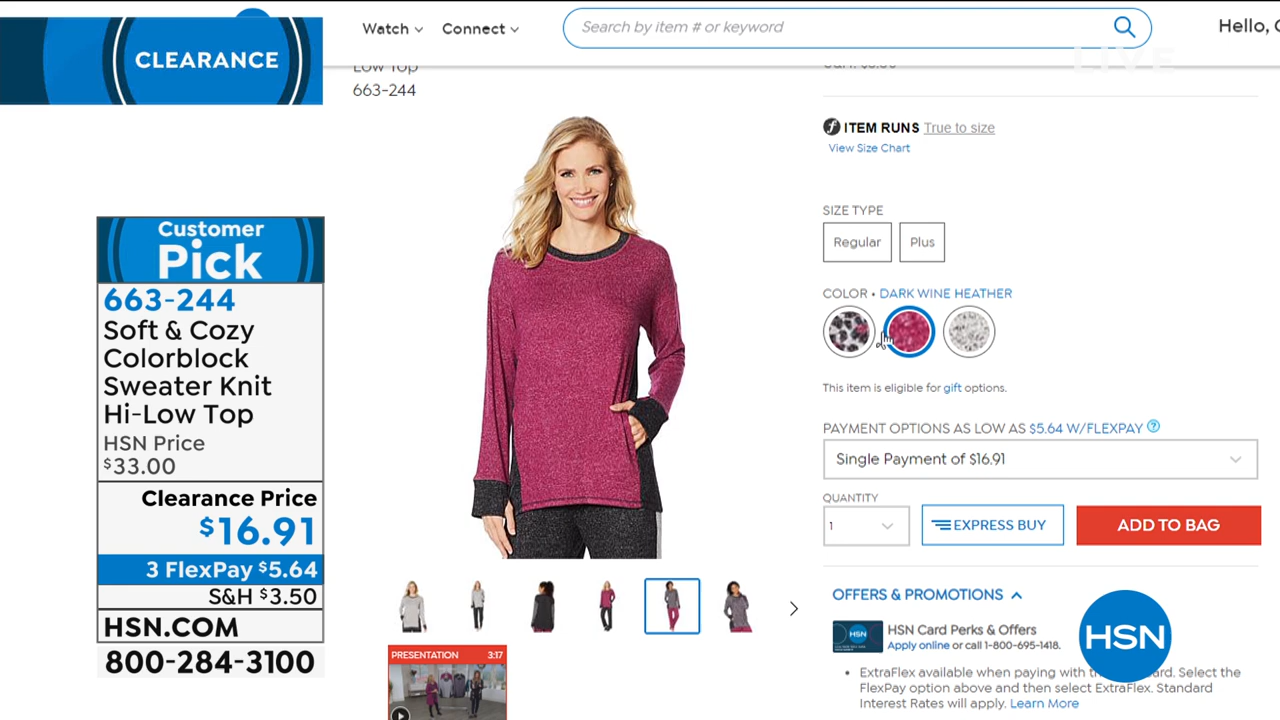 CLEARANCE
Watch
Connect
Search by item # or keyword
Hello,
LIVE
Low Top
663-244
ITEM RUNS True to size
View Size Chart
SIZE TYPE
Regular
Plus
COLOR • DARK WINE HEATHER
This item is eligible for gift options.
PAYMENT OPTIONS AS LOW AS $5.64 W/FLEXPAY ?
Single Payment of $16.91
QUANTITY
1
EXPRESS BUY
ADD TO BAG
OFFERS & PROMOTIONS
HSN
HSN Card Perks & Offers
Apply online or call 1-800-695-1418.
HSN
• ExtraFlex available when paying with
Select the
FlexPay option above and then select ExtraFlex. Standard
Interest Rates will apply. Learn More
Customer
Pick
663-244
Soft & Cozy
Colorblock
Sweater Knit
Hi-Low Top
HSN Price
$33.00
Clearance Price
$16.91
3 FlexPay $5.64
S&H $3.50
HSN.COM
800-284-3100
PRESENTATION 3:17